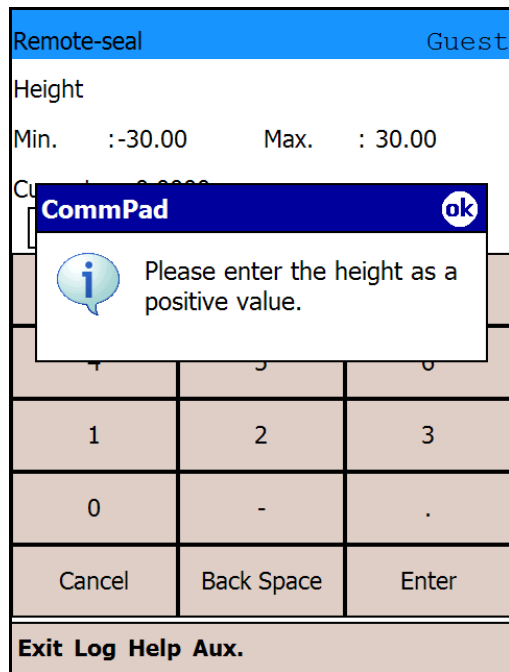 Remote-seal Guest
Height
Min. :-30.00 Max. : 30.00
CommPad ok
Please enter the height as a
positive value.
1 2 3
0 - .
Cancel Back Space Enter
Exit Log Help Aux.